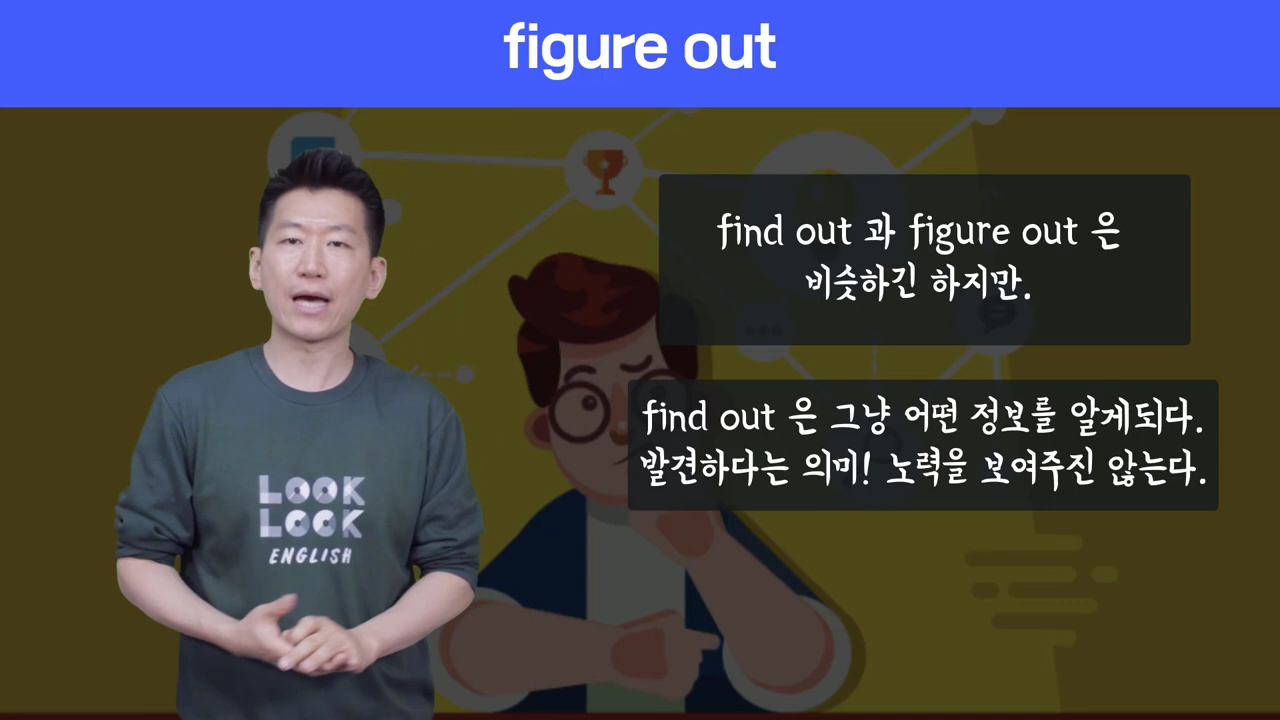 figure out
find out 과 figure out 은
비슷하긴 하지만.
find out 은 그냥 어떤 정보를 알게되다.
발견하다는 의미! 노력을 보여주진 않는다.
LOOK
LOOK
ENGLISH